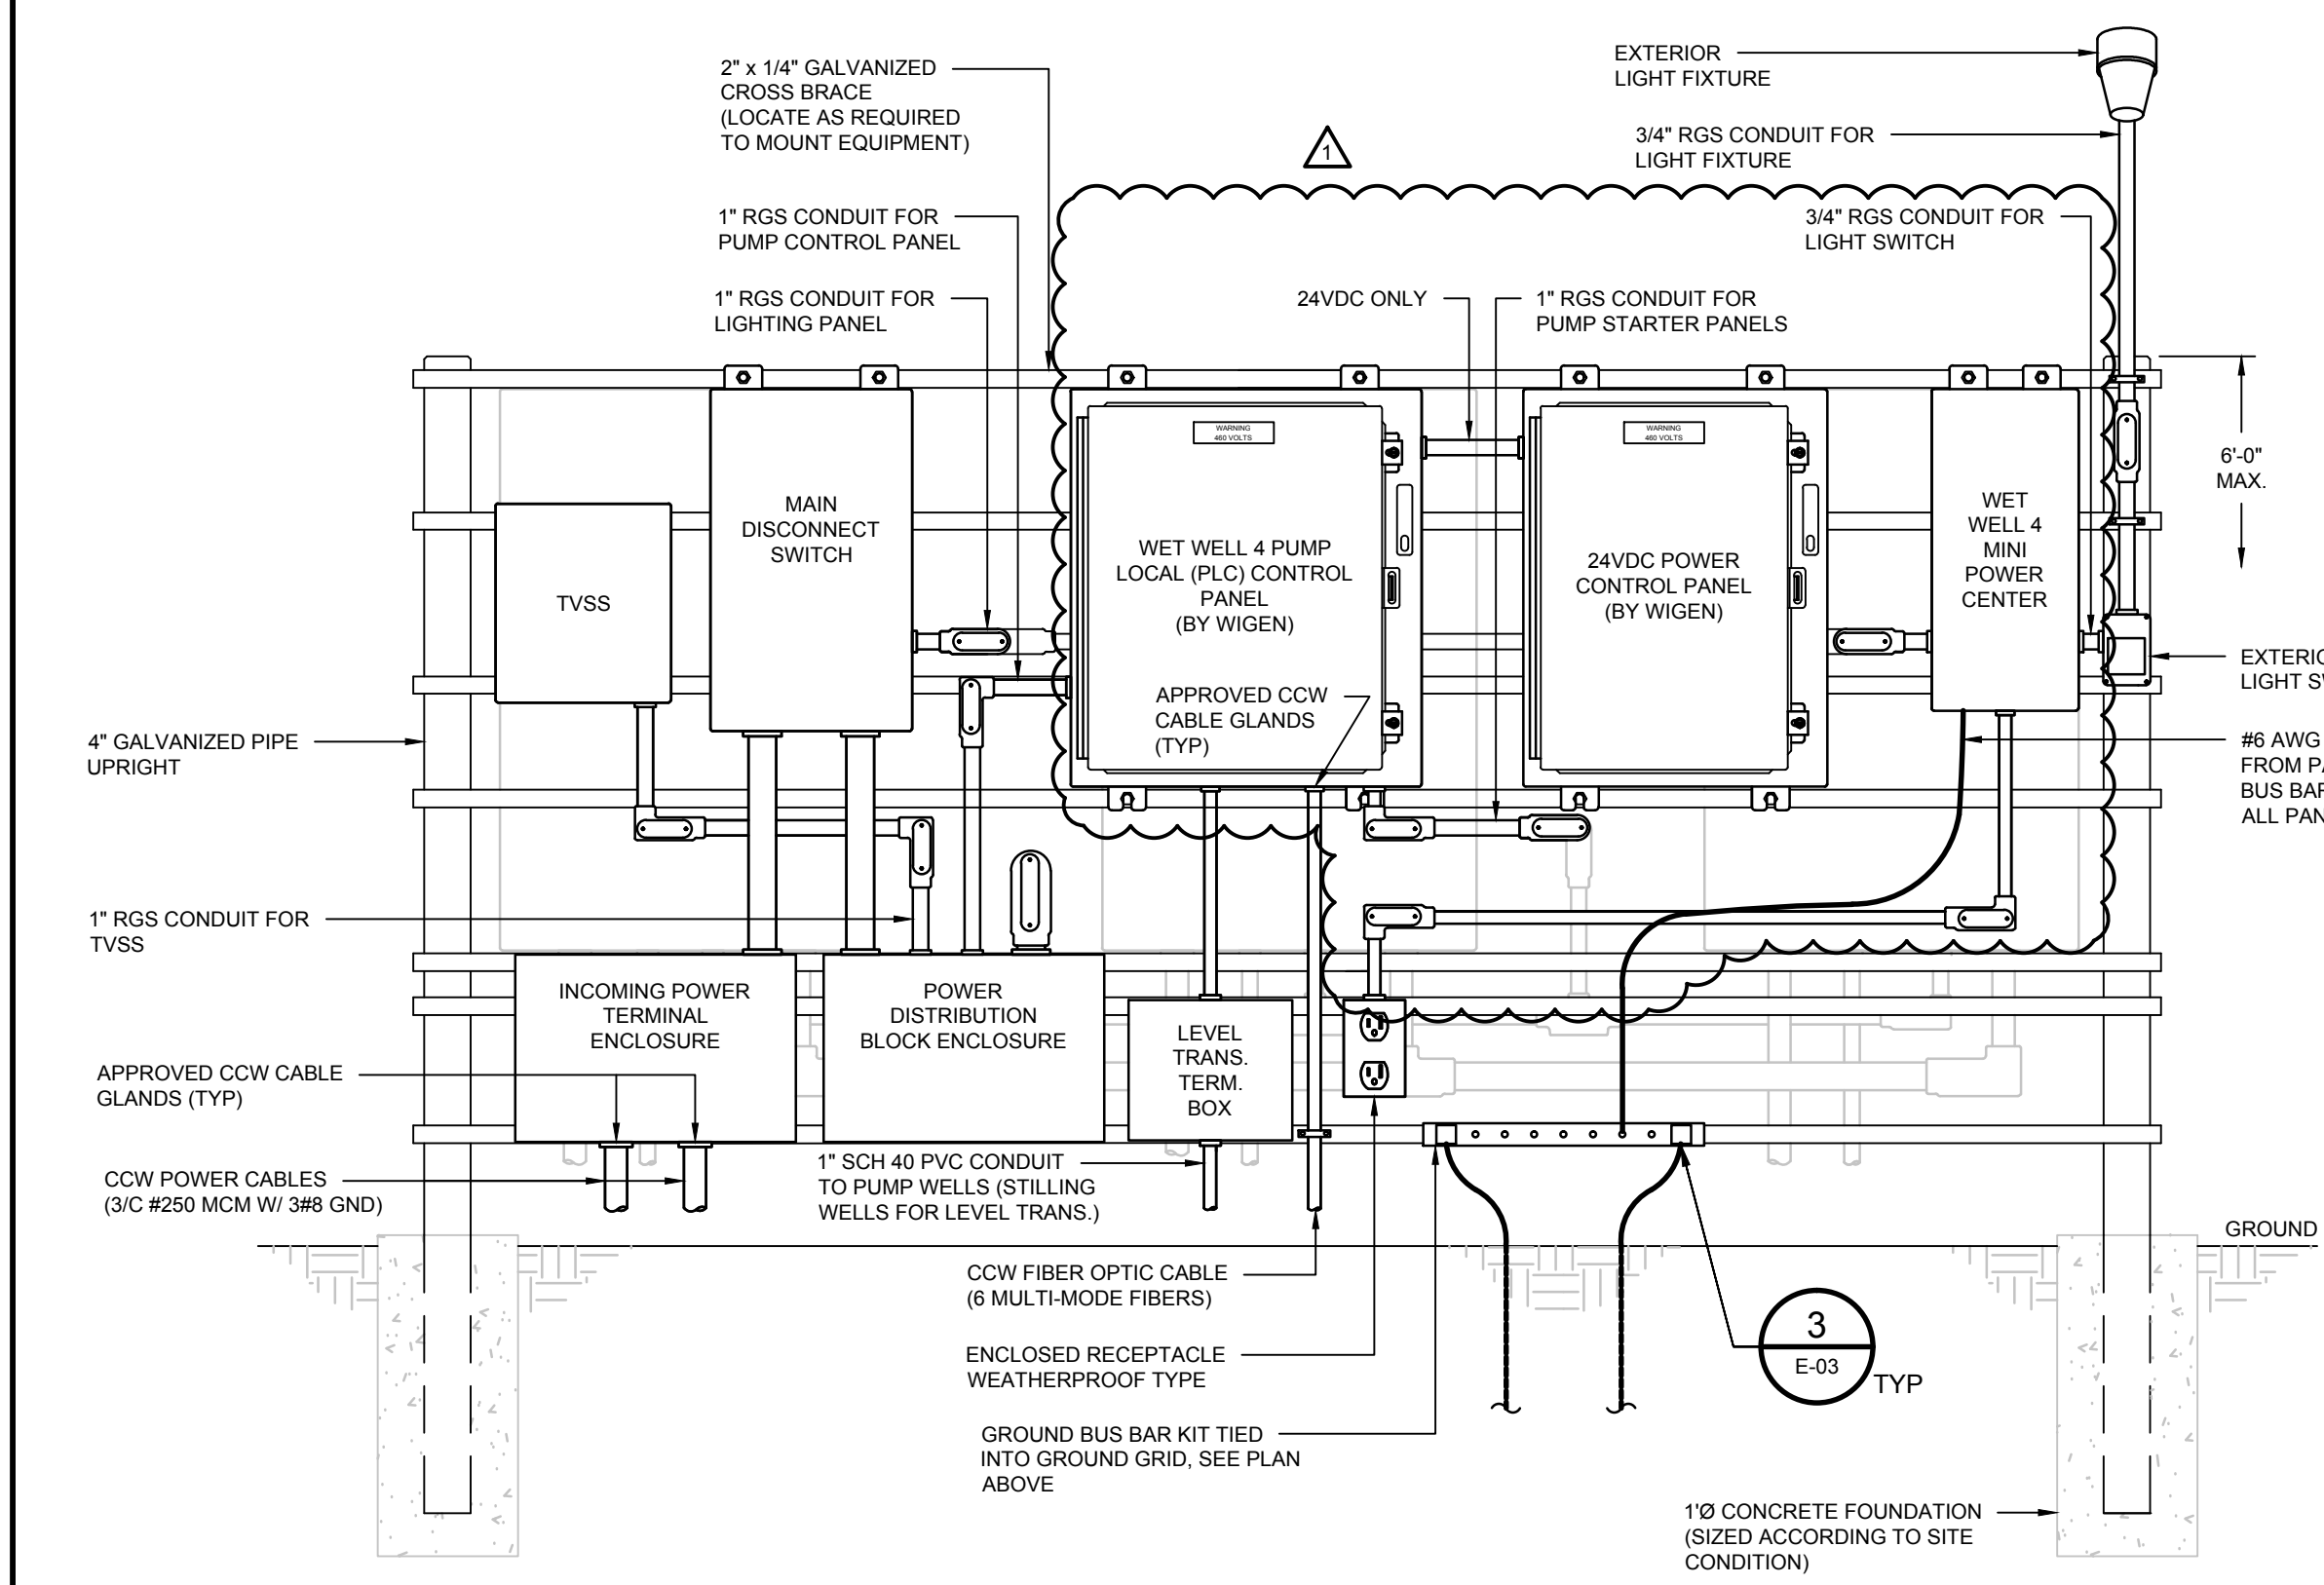 2" x 1/4" GALVANIZED
CROSS BRACE
(LOCATE AS REQUIRED
TO MOUNT EQUIPMENT)
EXTERIOR
LIGHT FIXTURE
1
3/4" RGS CONDUIT FOR
LIGHT FIXTURE
1" RGS CONDUIT FOR
PUMP CONTROL PANEL
3/4" RGS CONDUIT FOR
LIGHT SWITCH
1" RGS CONDUIT FOR
LIGHTING PANEL
24VDC ONLY
1" RGS CONDUIT FOR
PUMP STARTER PANELS
WARNING
460 VOLTS
WARNING
460 VOLTS
6'-0"
MAX.
TVSS
MAIN
DISCONNECT
SWITCH
WET WELL 4 PUMP
LOCAL (PLC) CONTROL
PANEL
(BY WIGEN)
24VDC POWER
CONTROL PANEL
(BY WIGEN)
WET
WELL 4
MINI
POWER
CENTER
APPROVED CCW
CABLE GLANDS
(TYP)
LIGHT
4" GALVANIZED PIPE
UPRIGHT
#6 AWG
FROM
BUS BAR
ALL
1" RGS CONDUIT FOR
TVSS
INCOMING POWER
TERMINAL
ENCLOSURE
POWER
DISTRIBUTION
BLOCK ENCLOSURE
LEVEL
TRANS.
TERM.
BOX
APPROVED CCW CABLE
GLANDS (TYP)
CCW POWER CABLES
(3/C #250 MCM W/ 3#8 GND)
1" SCH 40 PVC CONDUIT
TO PUMP WELLS (STILLING
WELLS FOR LEVEL TRANS.)
GROUND
CCW FIBER OPTIC CABLE
(6 MULTI-MODE FIBERS)
ENCLOSED RECEPTACLE
WEATHERPROOF TYPE
3
E-03
TYP
GROUND BUS BAR KIT TIED
INTO GROUND GRID, SEE PLAN
ABOVE
1'Ø CONCRETE FOUNDATION
(SIZED ACCORDING TO SITE
CONDITION)